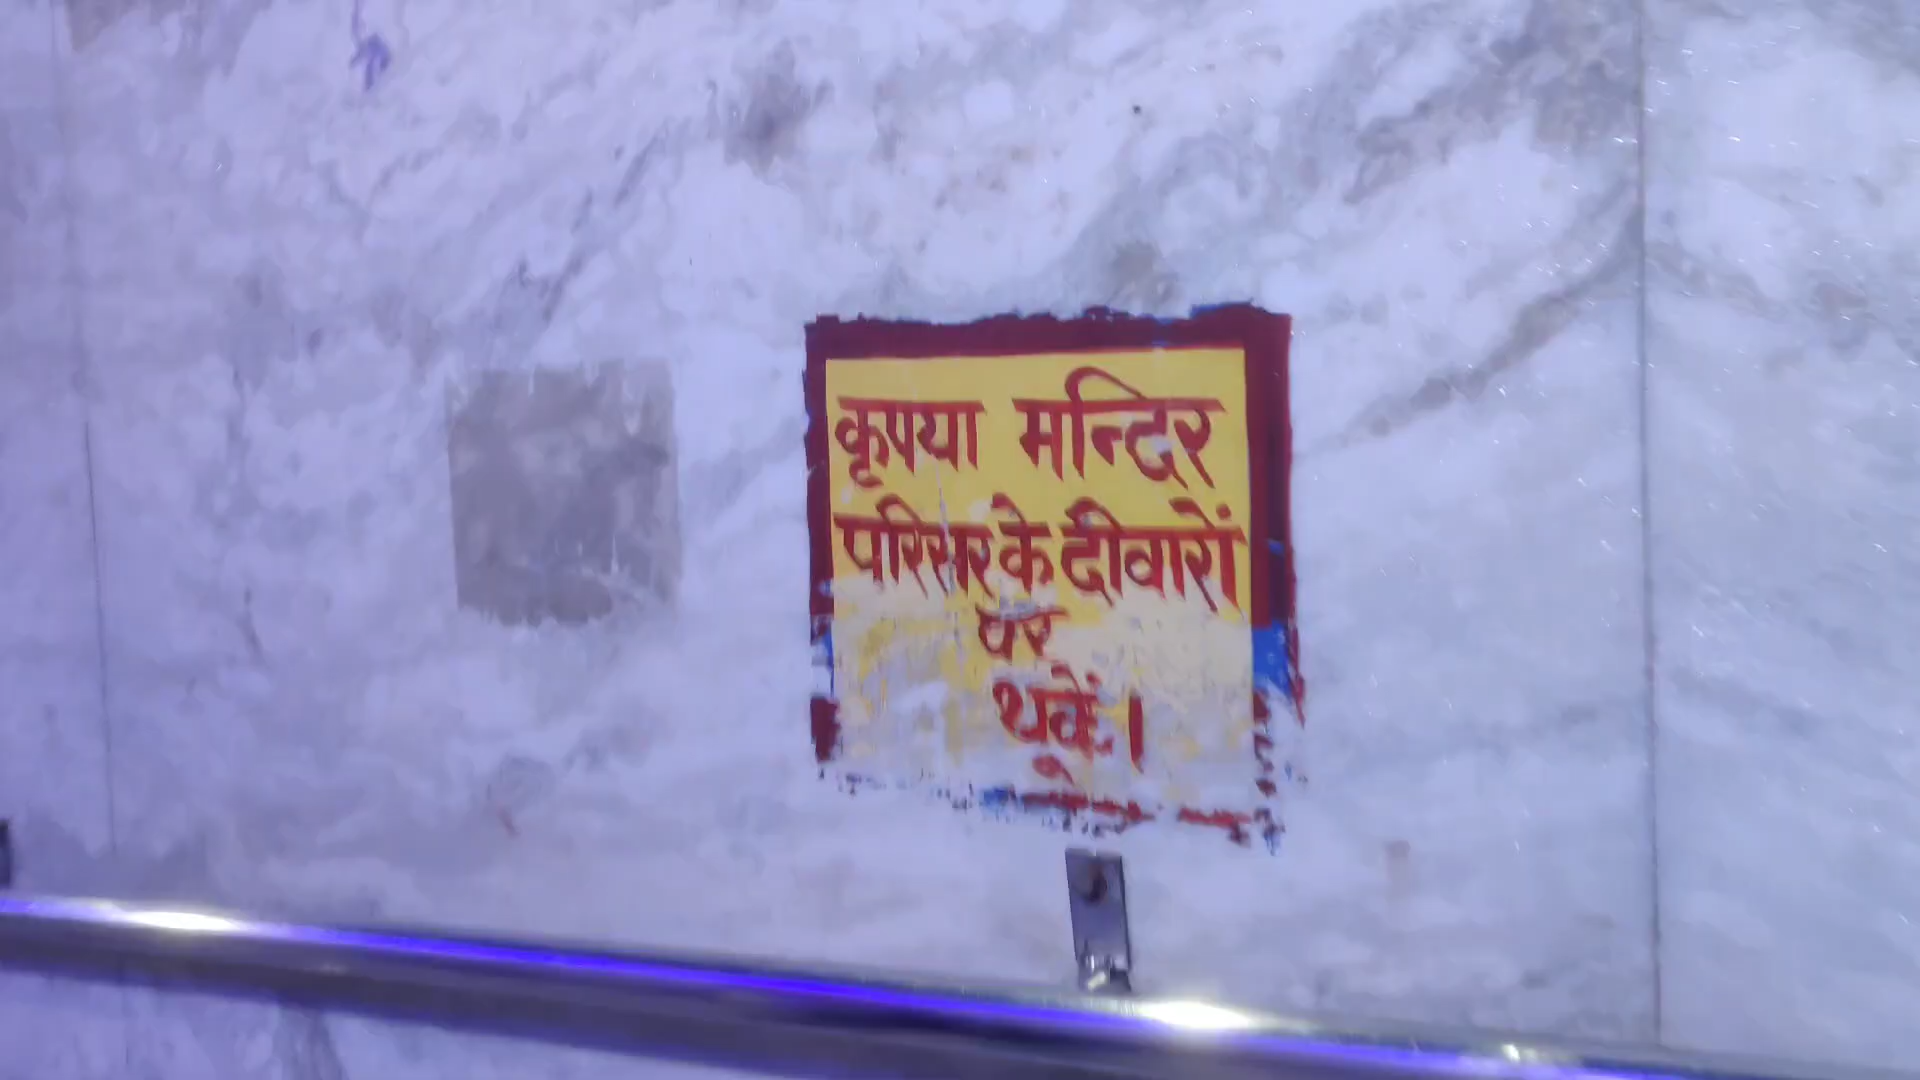 कृपया मन्दिर
परिसर के दीवारों
पर
थूकें।